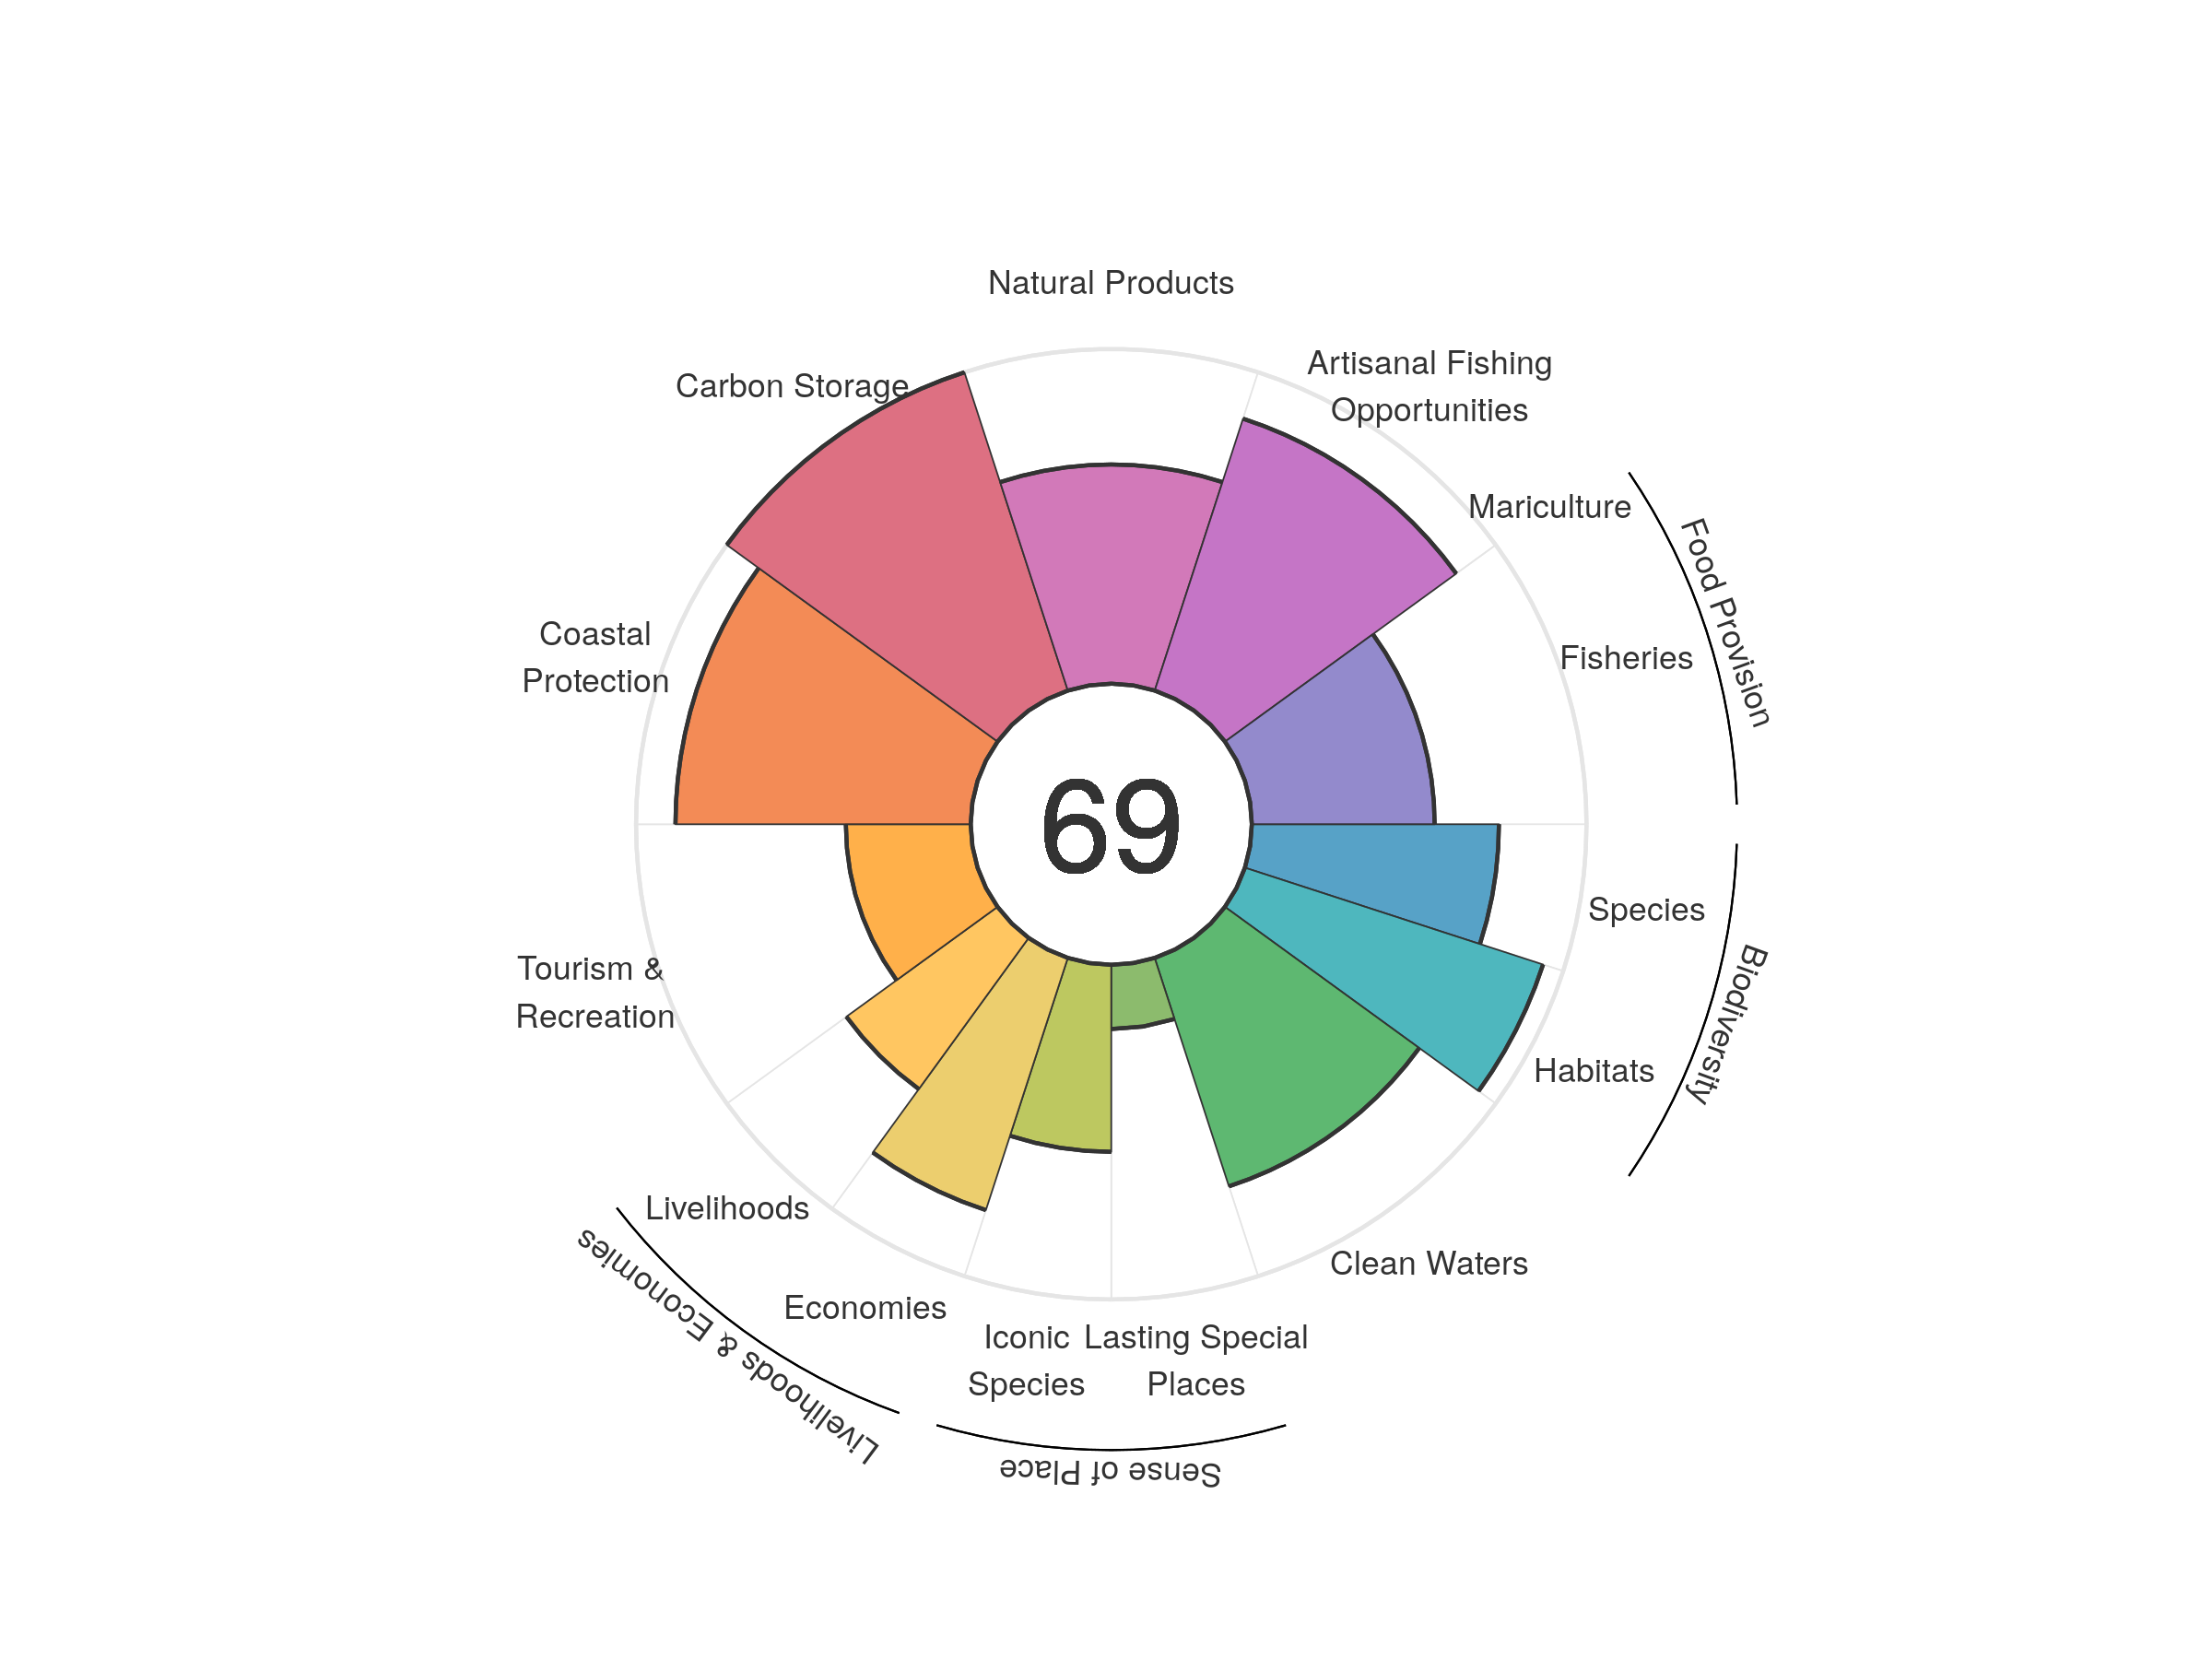 Natural Products
Artisanal Fishing
Opportunities
Carbon Storage
Mariculture
Food Provision
Coastal
Protection
Fisheries
69
Species
Biodiversity
Tourism &
Recreation
Habitats
Livelihoods
Clean Waters
Livelihoods & Economies
Economies
Iconic
Species
Lasting Special
Places
Sense of Place